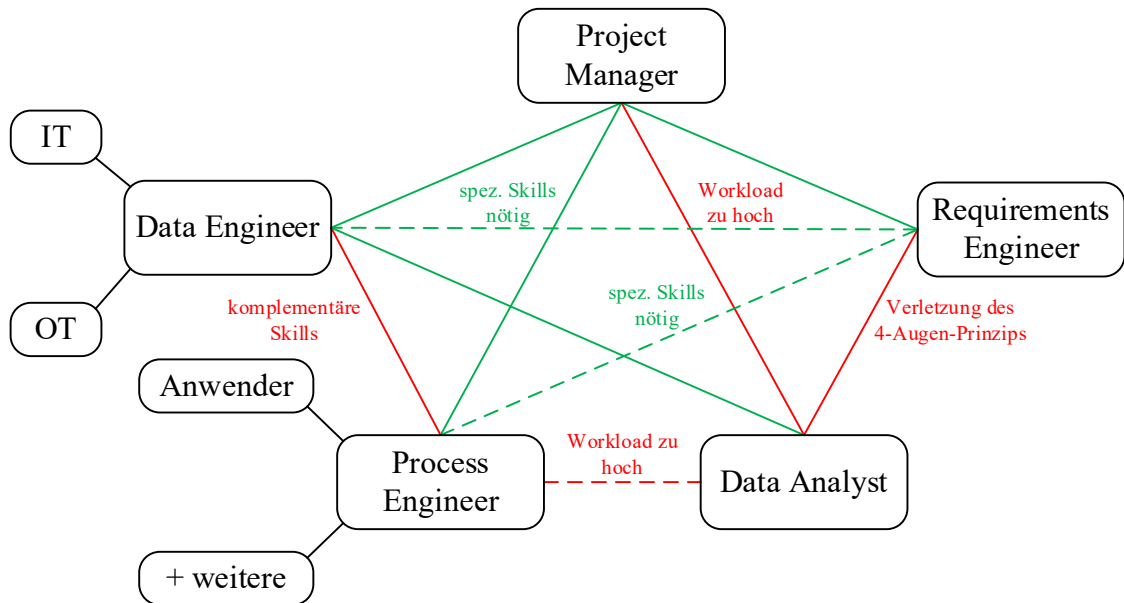 Project
Manager
IT
Data Engineer
OT
spez. Skills
nötig
Workload
zu hoch
Requirements
Engineer
komplementäre
Skills
spez. Skills
nötig
Verletzung des
4-Augen-Prinzips
Anwender
Process
Engineer
Workload zu
hoch
Data Analyst
+ weitere